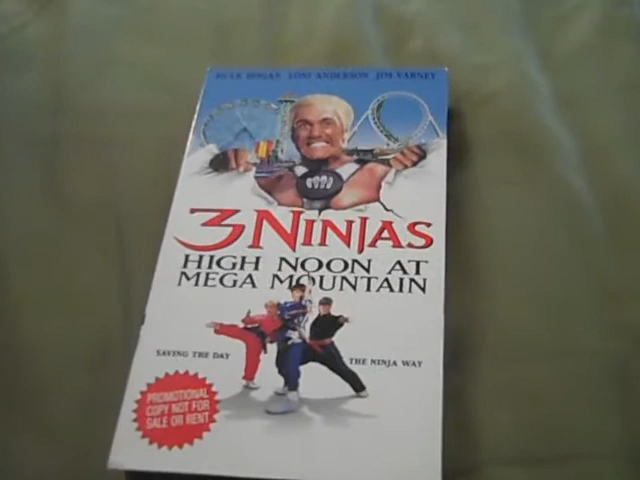 HULK HOGAN LONI ANDERSON JIM VARNEY
3 NINJAS
HIGH NOON AT
MEGA MOUNTAIN
SAVING THE DAY
THE NINJA WAY
PROMOTIONAL
COPY NOT FOR
SALE OR RENT